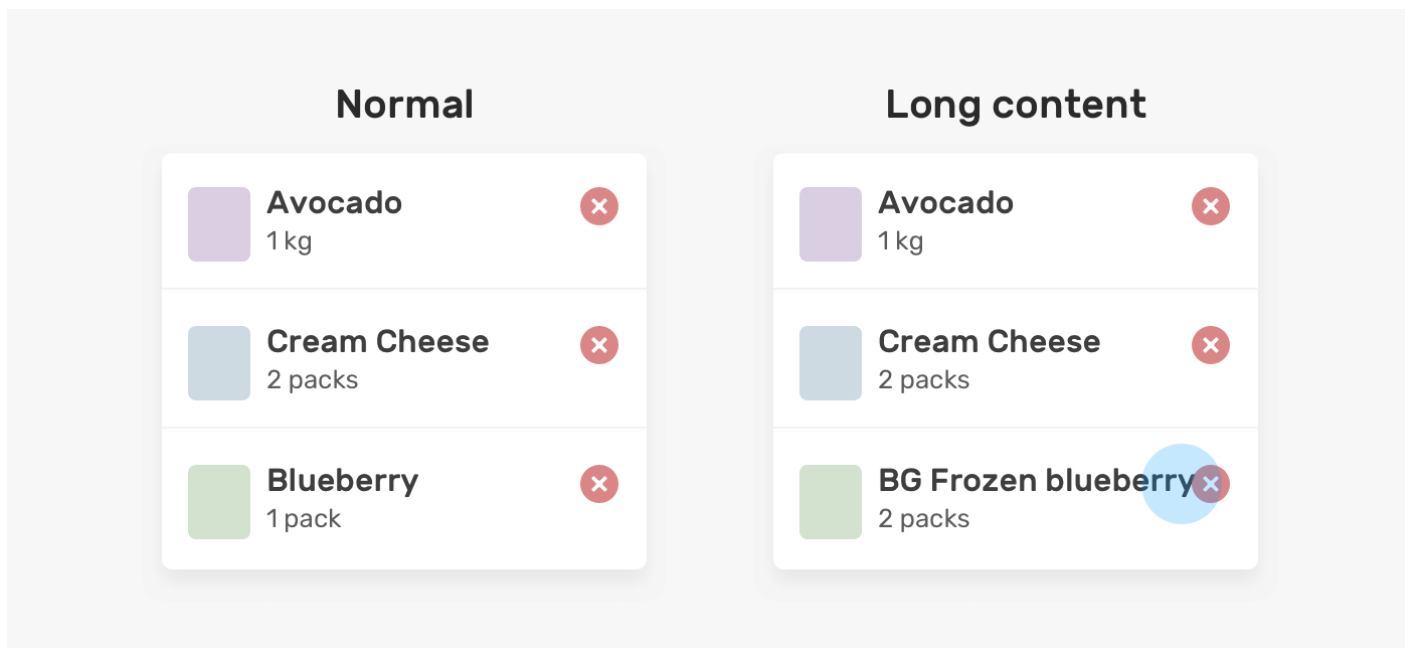 Normal
Avocado
1 kg
Cream Cheese
2 packs
Blueberry
1 pack
Long content
Avocado
1 kg
Cream Cheese
2 packs
BG Frozen blueberry
2 packs